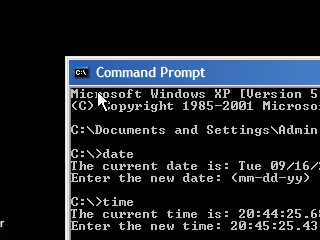 Command Prompt
Microsoft Windows XP [Version 5
(C) Copyright 1985-2001 Microso
C:\Documents and Settings\Admin
C:\>date
The current date is: Tue 09/16/
Enter the new date: (mm-dd-yy)
C:\>time
The current time is: 20:44:25.6
Enter the new time: 20:45:25.43
r